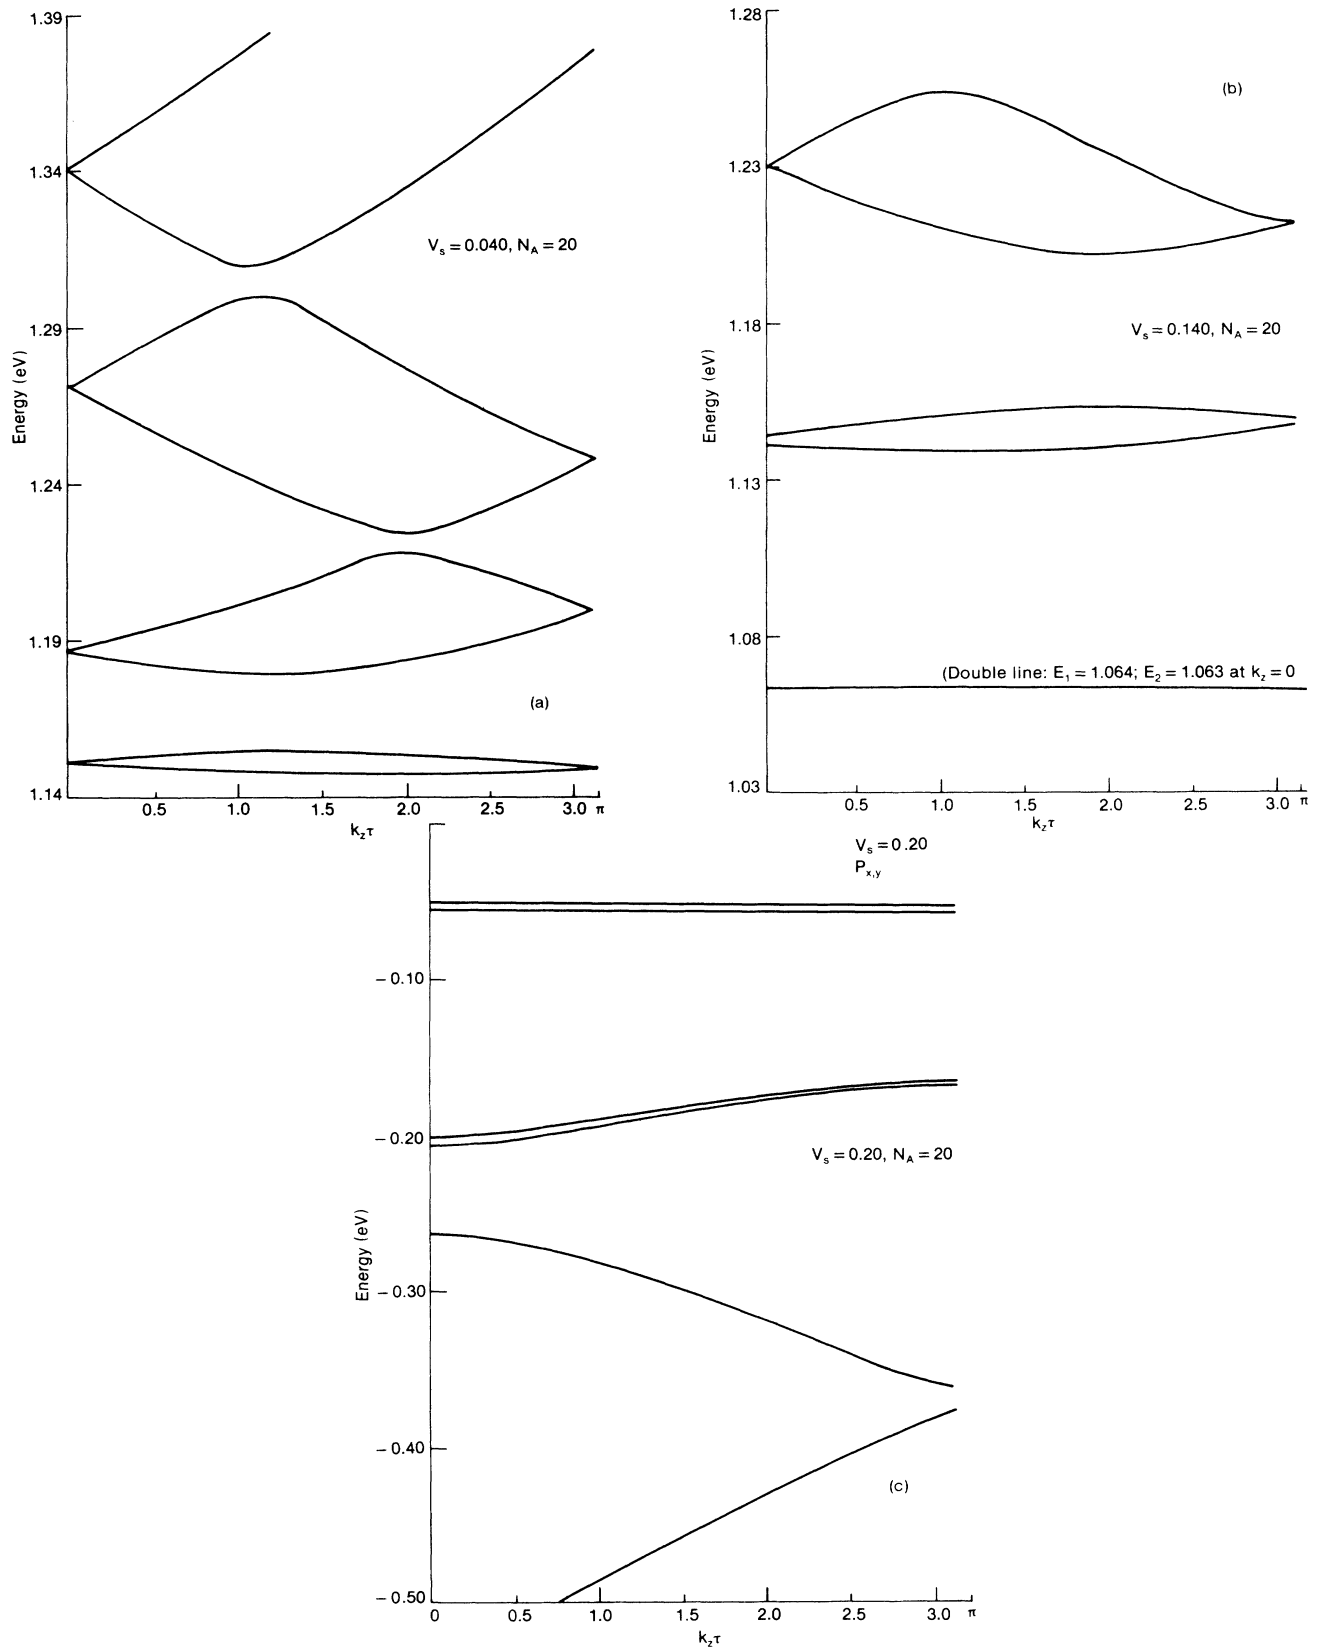 1.39
1.34
1.29
1.24
1.19
1.14
Energy (eV)
V_s = 0.040, N_A = 20
(a)
0.5
1.0
1.5
2.0
2.5
3.0
π
k_zτ
1.28
1.23
1.18
1.13
1.08
1.03
Energy (eV)
(b)
V_s = 0.140, N_A = 20
(Double line: E_1 = 1.064; E_2 = 1.063 at k_z = 0
0.5
1.0
1.5
2.0
2.5
3.0
π
k_zτ
V_s = 0.20
P_x,y
− 0.10
− 0.20
− 0.30
− 0.40
− 0.50
Energy (eV)
V_s = 0.20, N_A = 20
(c)
0
0.5
1.0
1.5
2.0
2.5
3.0
π
k_zτ